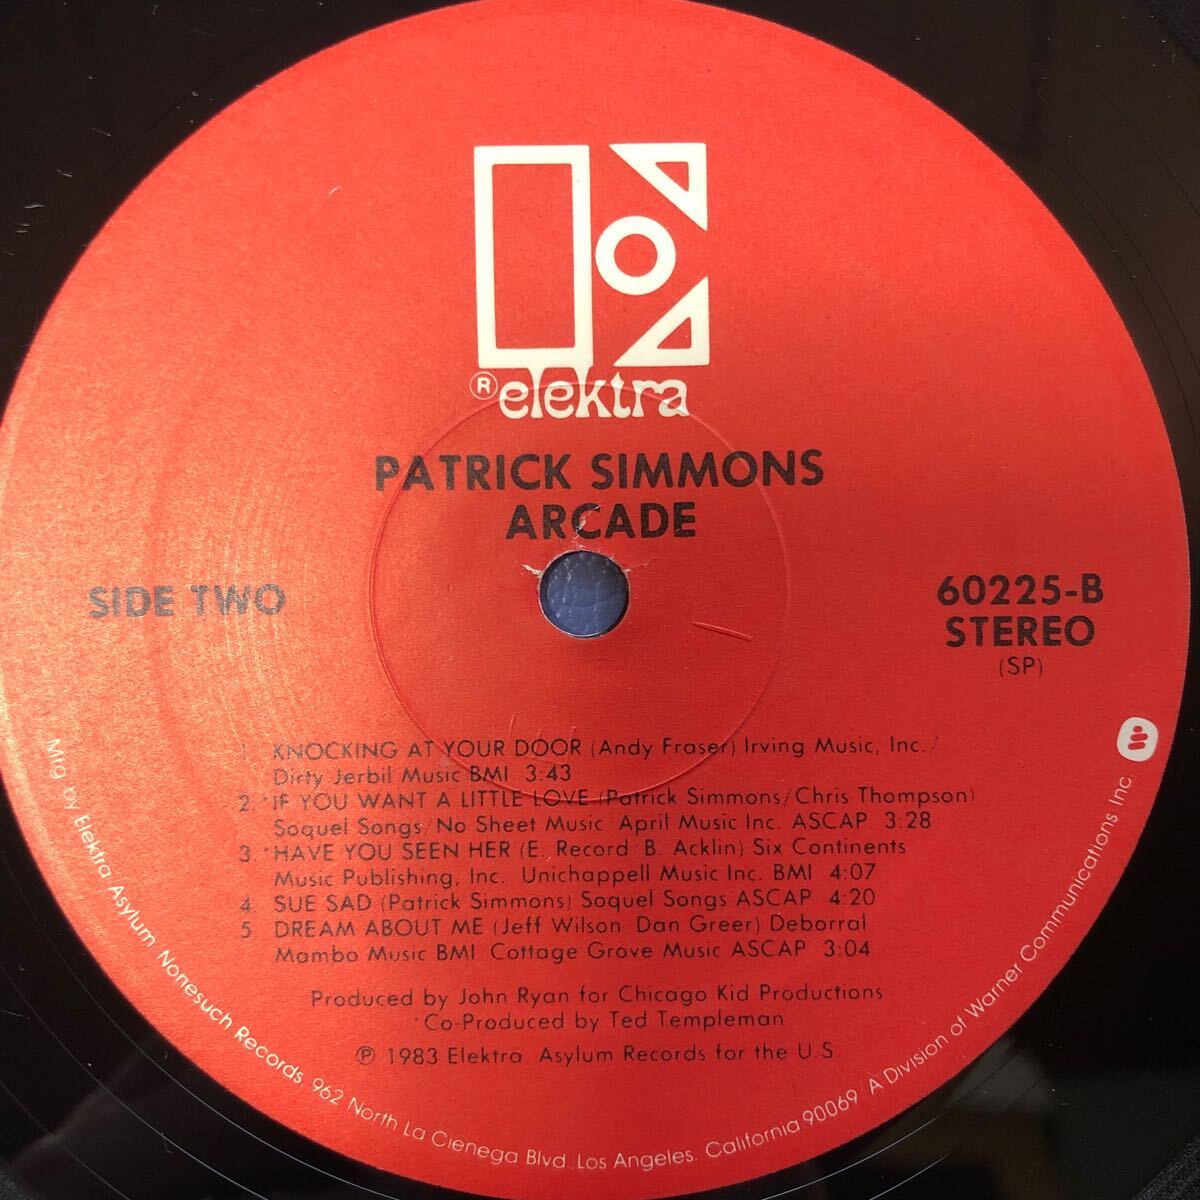 ® elektra
PATRICK SIMMONS
ARCADE
SIDE TWO
60225-B
STEREO
(SP)
1. KNOCKING AT YOUR DOOR (Andy Fraser) Irving Music, Inc./
Dirty Jerbil Music BMI 3:43
2. *IF YOU WANT A LITTLE LOVE (Patrick Simmons/Chris Thompson)
Soquel Songs/No Sheet Music/April Music Inc. ASCAP 3:28
3. *HAVE YOU SEEN HER (E. Record/B. Acklin) Six Continents
Music Publishing, Inc. Unichappell Music Inc. BMI 4:07
4. SUE SAD (Patrick Simmons) Soquel Songs ASCAP 4:20
5. DREAM ABOUT ME (Jeff Wilson/Dan Greer) Deborral
Mambo Music BMI/Cottage Grove Music ASCAP 3:04
Produced by John Ryan for Chicago Kid Productions
*Co-Produced by Ted Templeman
℗ 1983 Elektra/Asylum Records for the U.S.
Mfg. by Elektra/Asylum/Nonesuch Records, 962 North La Cienega Blvd., Los Angeles, California 90069/A Division of Warner Communications Inc.